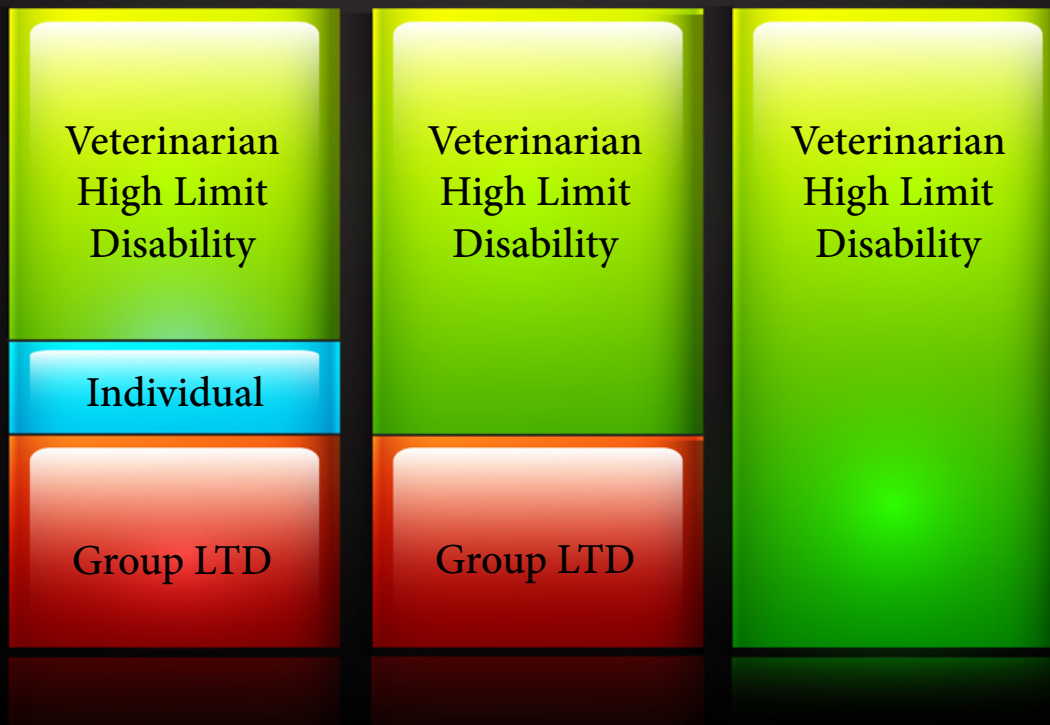 Veterinarian
High Limit
Disability
Individual
Group LTD
Veterinarian
High Limit
Disability
Group LTD
Veterinarian
High Limit
Disability